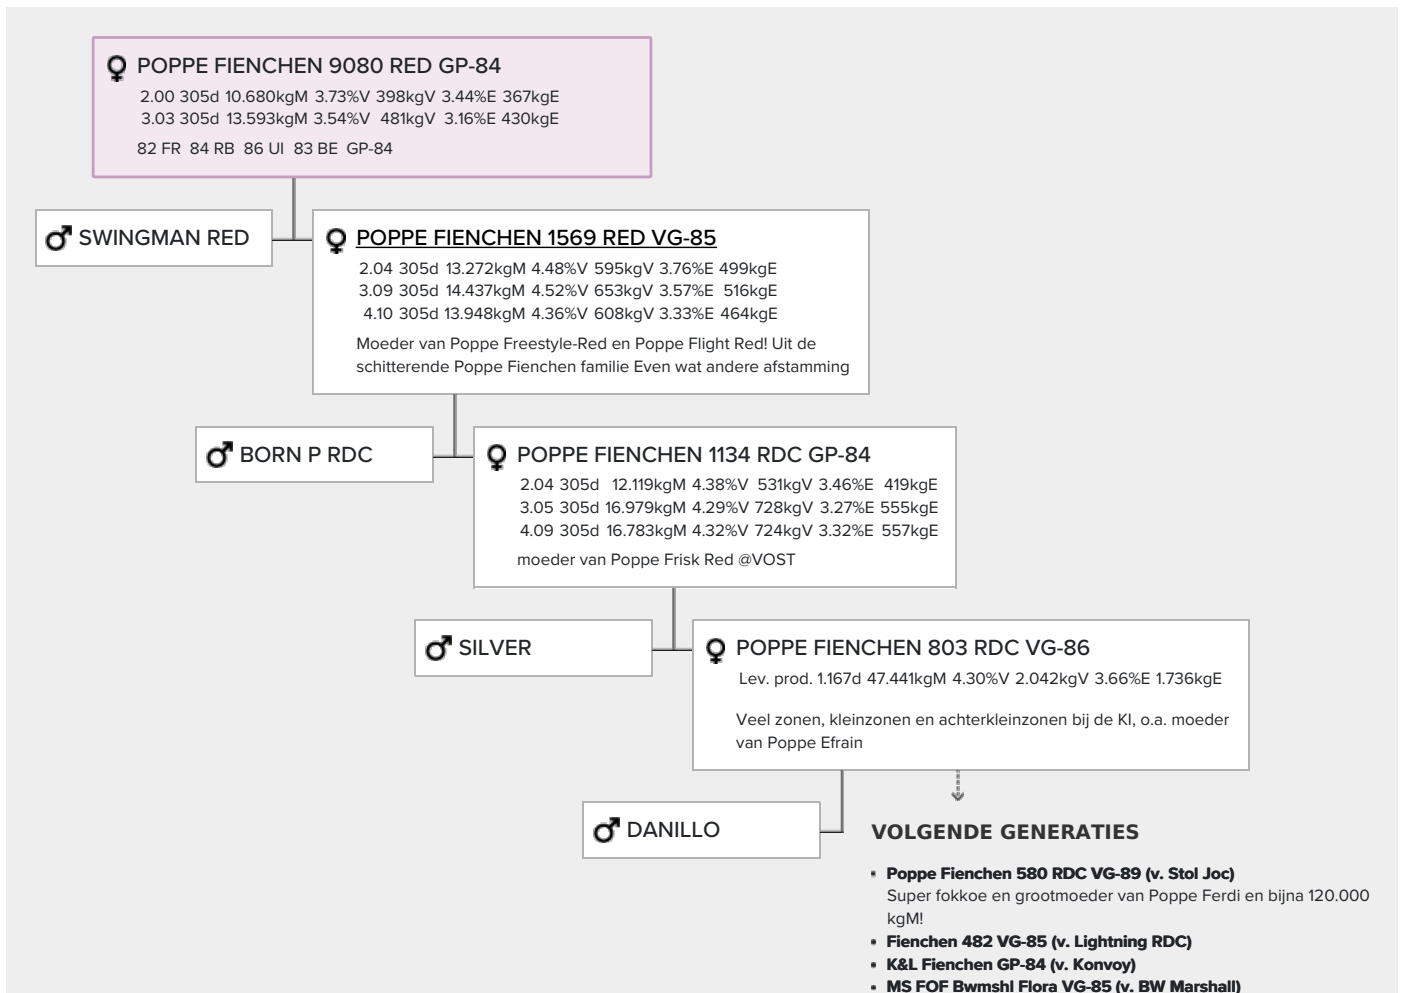 POPPE FIENCHEN 9080 RED GP-84
2.00 305d 10.680kgM 3.73%V 398kgV 3.44%E 367kgE
3.03 305d 13.593kgM 3.54%V 481kgV 3.16%E 430kgE
82 FR 84 RB 86 UI 83 BE GP-84
SWINGMAN RED
POPPE FIENCHEN 1569 RED VG-85
2.04 305d 13.272kgM 4.48%V 595kgV 3.76%E 499kgE
3.09 305d 14.437kgM 4.52%V 653kgV 3.57%E 516kgE
4.10 305d 13.948kgM 4.36%V 608kgV 3.33%E 464kgE
Moeder van Poppe Freestyle-Red en Poppe Flight Red! Uit de
schitterende Poppe Fienchen familie Even wat andere afstamming
BORN P RDC
POPPE FIENCHEN 1134 RDC GP-84
2.04 305d 12.119kgM 4.38%V 531kgV 3.46%E 419kgE
3.05 305d 16.979kgM 4.29%V 728kgV 3.27%E 555kgE
4.09 305d 16.783kgM 4.32%V 724kgV 3.32%E 557kgE
moeder van Poppe Frisk Red @VOST
SILVER
POPPE FIENCHEN 803 RDC VG-86
Lev. prod. 1.167d 47.441kgM 4.30%V 2.042kgV 3.66%E 1.736kgE
Veel zonen, kleinzonen en achterkleinzonen bij de KI, o.a. moeder
van Poppe Efrain
DANILLO
VOLGENDE GENERATIES
• Poppe Fienchen 580 RDC VG-89 (v. Stol Joc)
Super fokkoe en grootmoeder van Poppe Ferdi en bijna 120.000
kgM!
• Fienchen 482 VG-85 (v. Lightning RDC)
• K&L Fienchen GP-84 (v. Konvoy)
• MS FOF Bwmshl Flora VG-85 (v. BW Marshall)